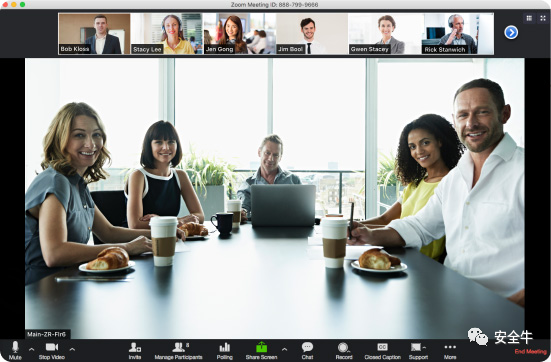 Zoom Meeting ID: 888-799-9666
Bob Kloss
Stacy Lee
Jen Gong
Jim Bool
Gwen Stacey
Rick Stanwich
Main-ZR-Flr6
安全牛
8
CC
Mute
Stop Video
Invite
Manage Participants
Polling
Share Screen
Chat
Record
Closed Caption
Support
More
End Meeting